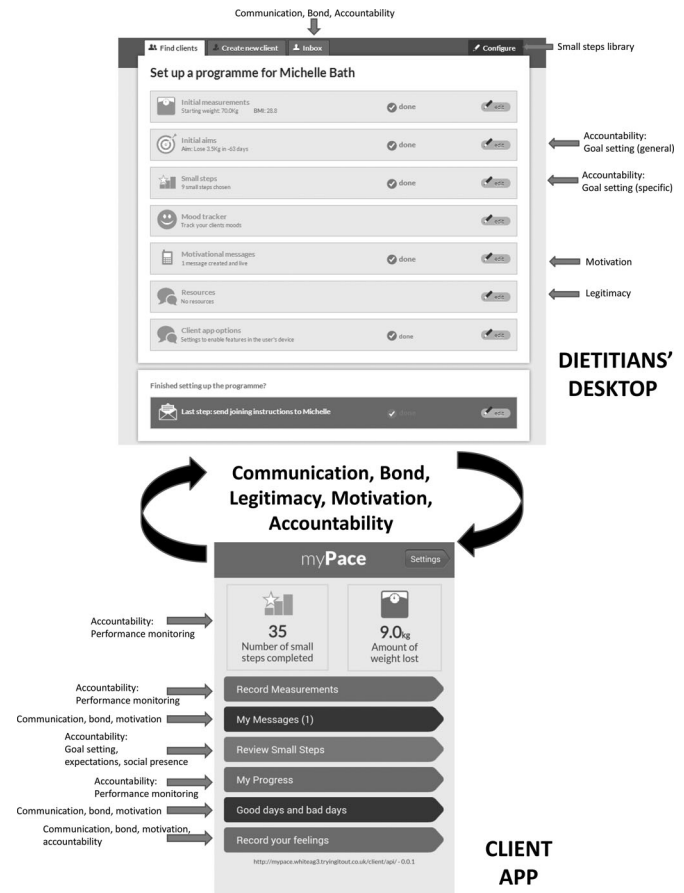 Communication, Bond, Accountability
Find clients
Create new client
Inbox
Configure
Small steps library
Set up a programme for Michelle Bath
Initial measurements
Starting weight: 70.0Kg BMI: 28.8
done
edit
Initial aims
Aim: Lose 3.5Kg in ~60 days
done
edit
Accountability:
Goal setting (general)
Small steps
9 small steps chosen
done
edit
Accountability:
Goal setting (specific)
Mood tracker
Track your clients moods
edit
Motivational messages
1 message created and live
done
edit
Motivation
Resources
No resources
edit
Legitimacy
Client app options
Settings to enable features in the user's device
done
edit
DIETITIANS'
DESKTOP
Finished setting up the programme?
Last step: send joining instructions to Michelle
done
edit
Communication, Bond,
Legitimacy, Motivation,
Accountability
myPace
Settings
Accountability:
Performance monitoring
35
Number of small
steps completed
9.0kg
Amount of
weight lost
Accountability:
Performance monitoring
Record Measurements
Communication, bond, motivation
My Messages (1)
Accountability:
Goal setting,
expectations, social presence
Review Small Steps
Accountability:
Performance monitoring
My Progress
Communication, bond, motivation
Good days and bad days
Communication, bond, motivation,
accountability
Record your feelings
http://mypace.whiteag3.tryingitout.co.uk/client/api/ - 0.0.1
CLIENT
APP